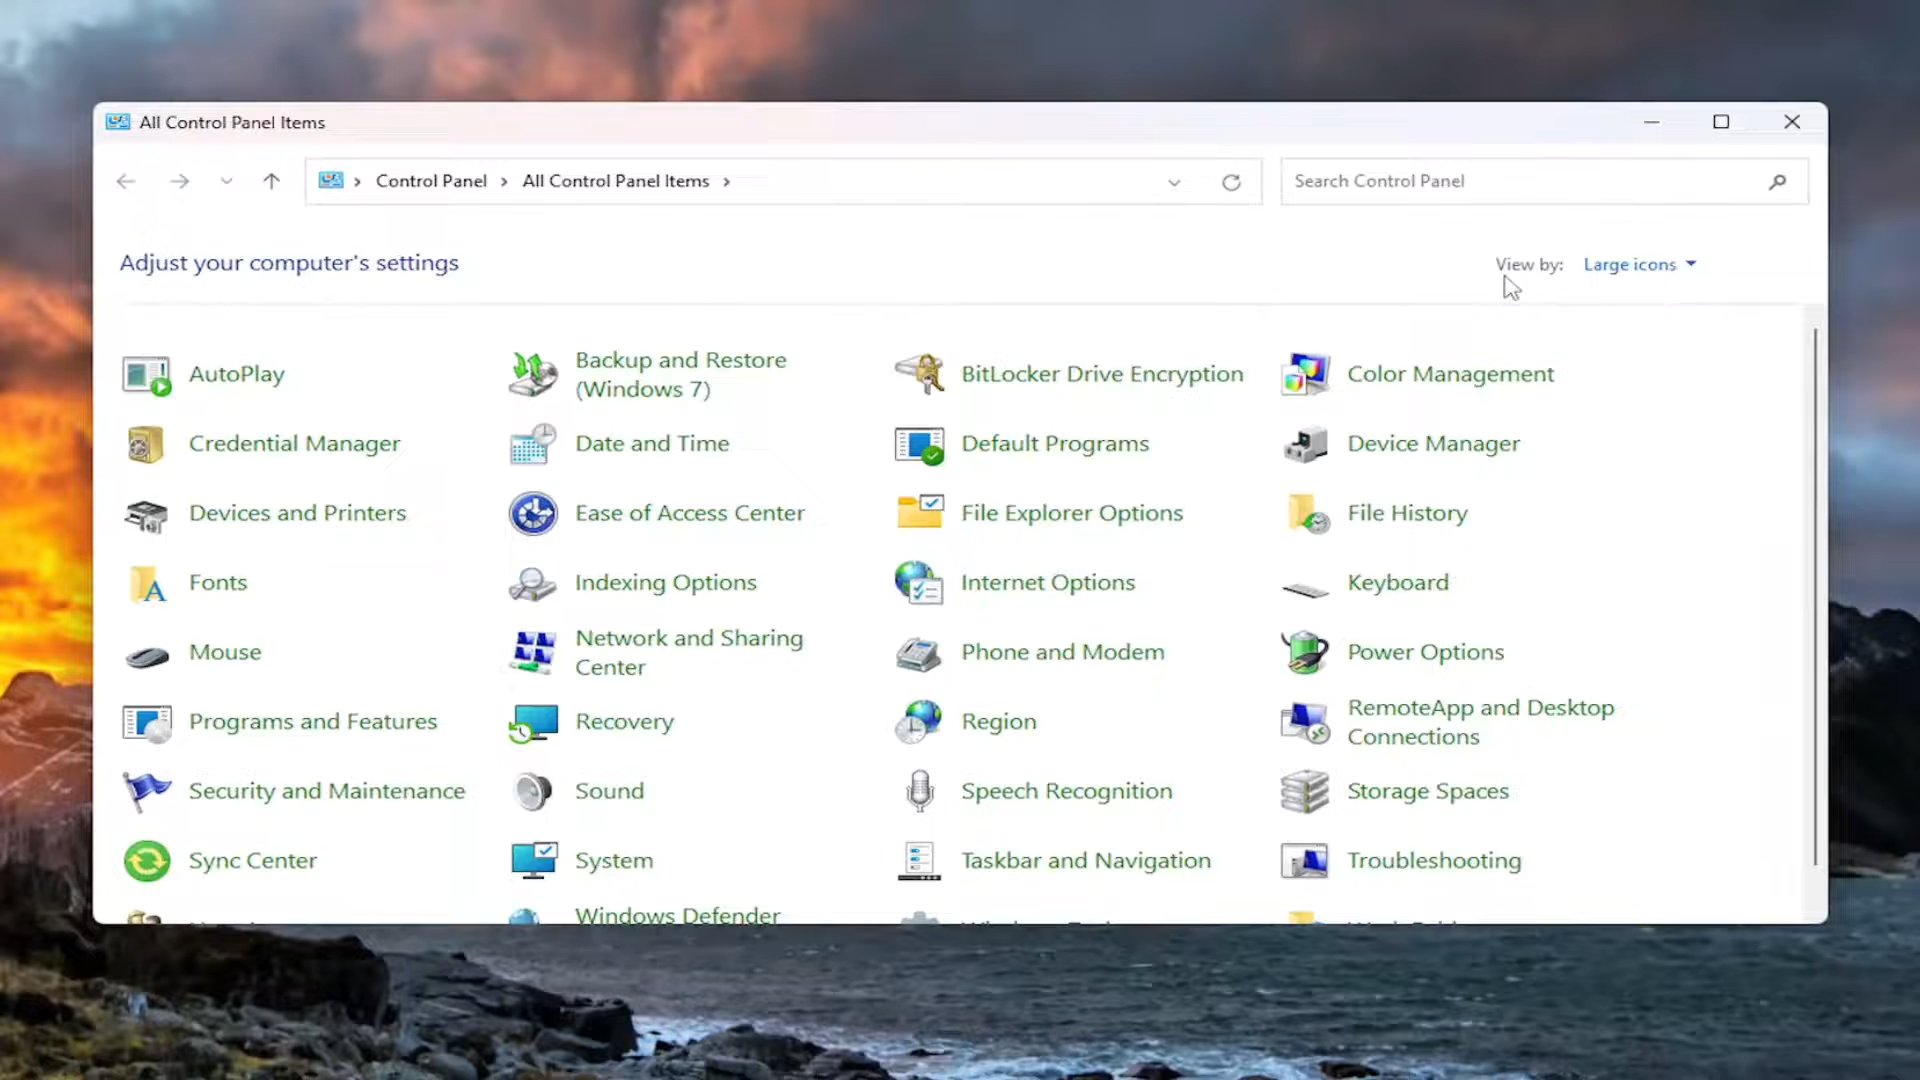 All Control Panel Items
Control Panel
All Control Panel Items
Search Control Panel
Adjust your computer's settings
View by: Large icons
AutoPlay
Backup and Restore
(Windows 7)
BitLocker Drive Encryption
Color Management
Credential Manager
Date and Time
Default Programs
Device Manager
Devices and Printers
Ease of Access Center
File Explorer Options
File History
Fonts
Indexing Options
Internet Options
Keyboard
Mouse
Network and Sharing
Center
Phone and Modem
Power Options
Programs and Features
Recovery
Region
RemoteApp and Desktop
Connections
Security and Maintenance
Sound
Speech Recognition
Storage Spaces
Sync Center
System
Taskbar and Navigation
Troubleshooting
Windows Defender